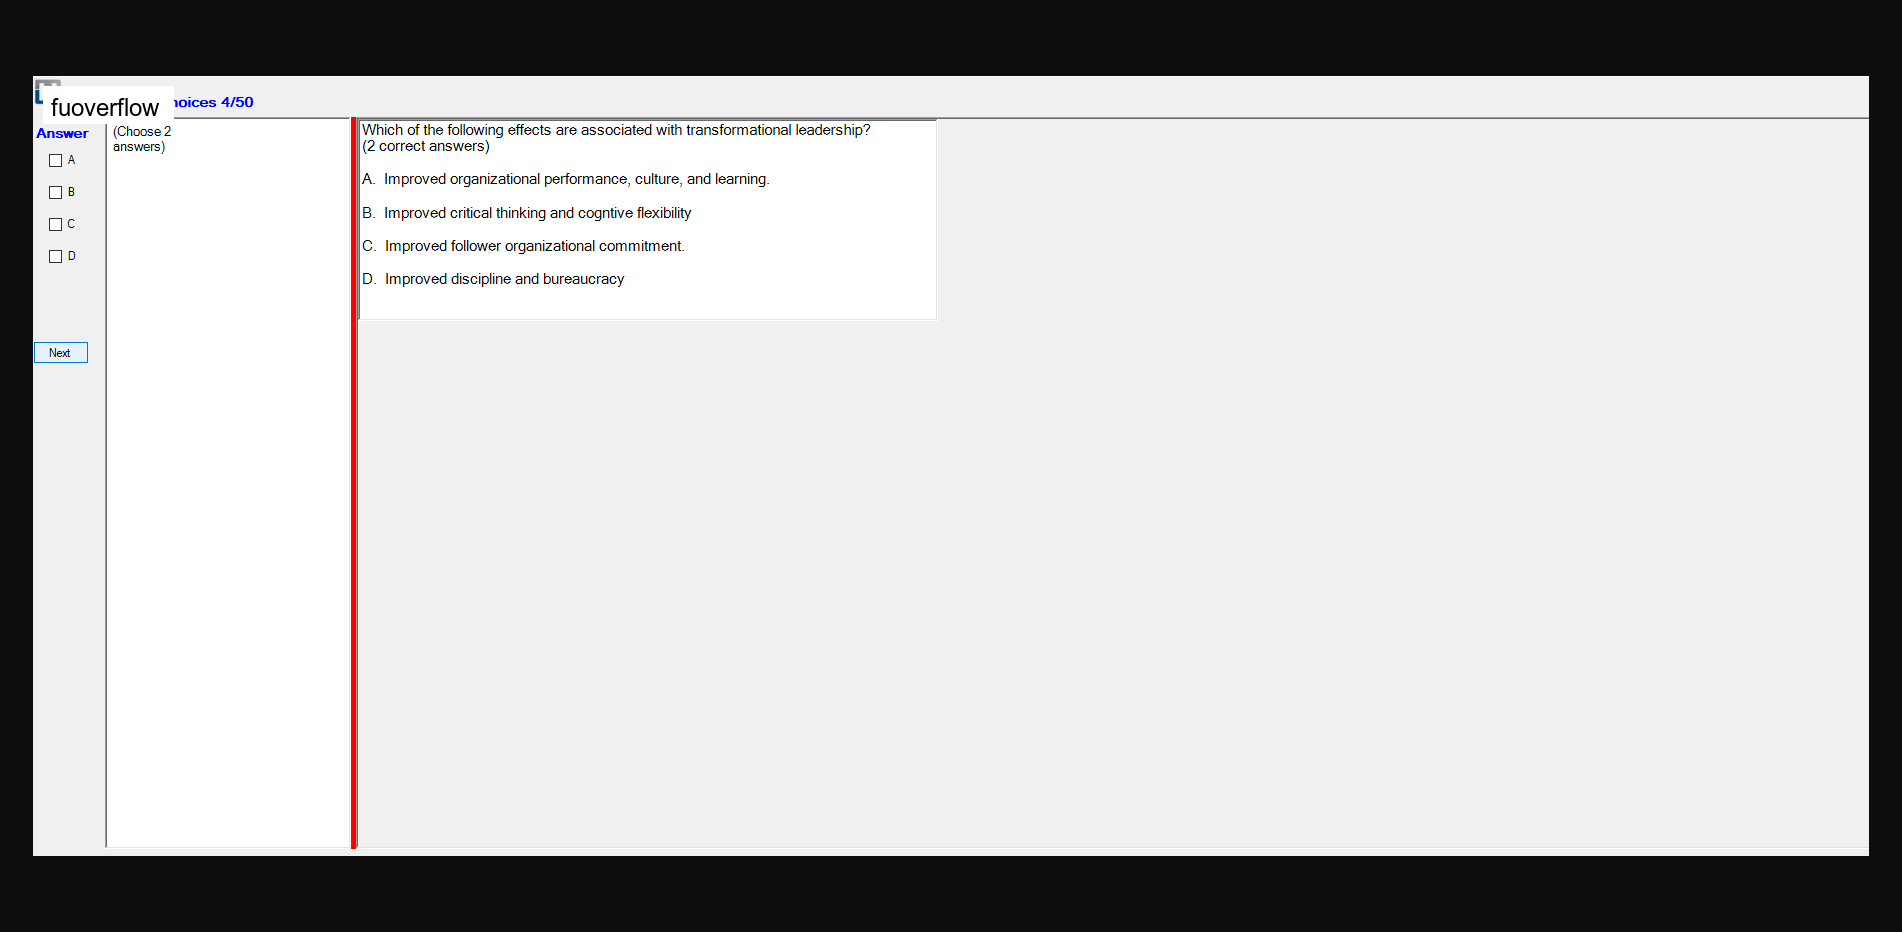 fuoverflow
hoices 4/50
Answer
(Choose 2
answers)
A
B
C
D
Next
Which of the following effects are associated with transformational leadership?
(2 correct answers)
A. Improved organizational performance, culture, and learning.
B. Improved critical thinking and cogntive flexibility
C. Improved follower organizational commitment.
D. Improved discipline and bureaucracy